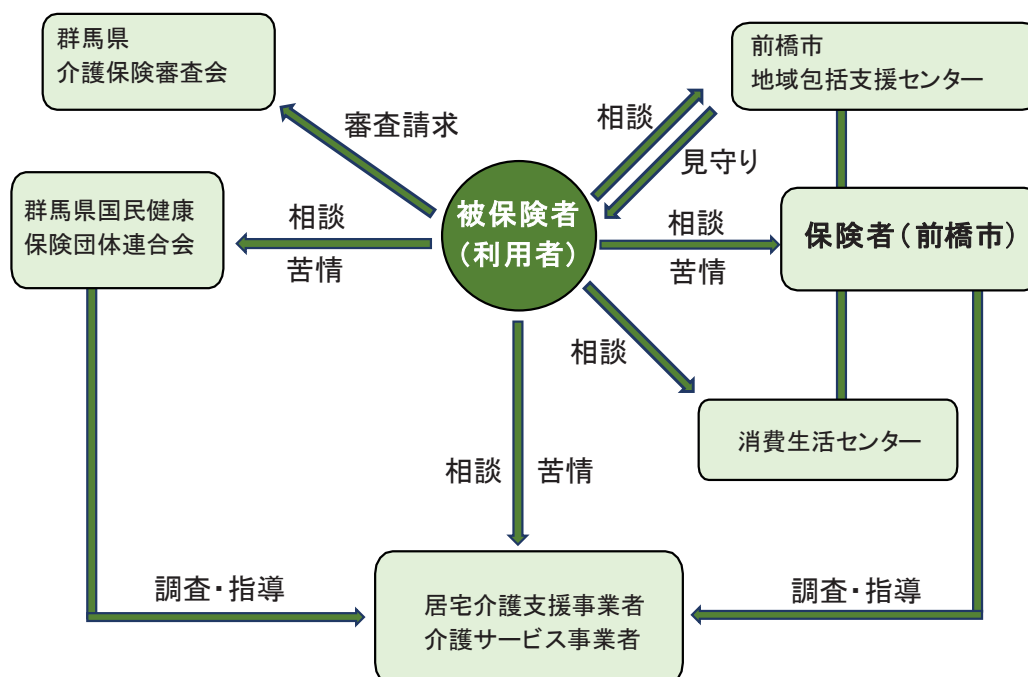 群馬県
介護保険審査会
前橋市
地域包括支援センター
審査請求
相談
見守り
群馬県国民健康
保険団体連合会
相談
苦情
被保険者
（利用者）
相談
苦情
保険者（前橋市）
相談
消費生活センター
相談
苦情
調査・指導
居宅介護支援事業者
介護サービス事業者
調査・指導